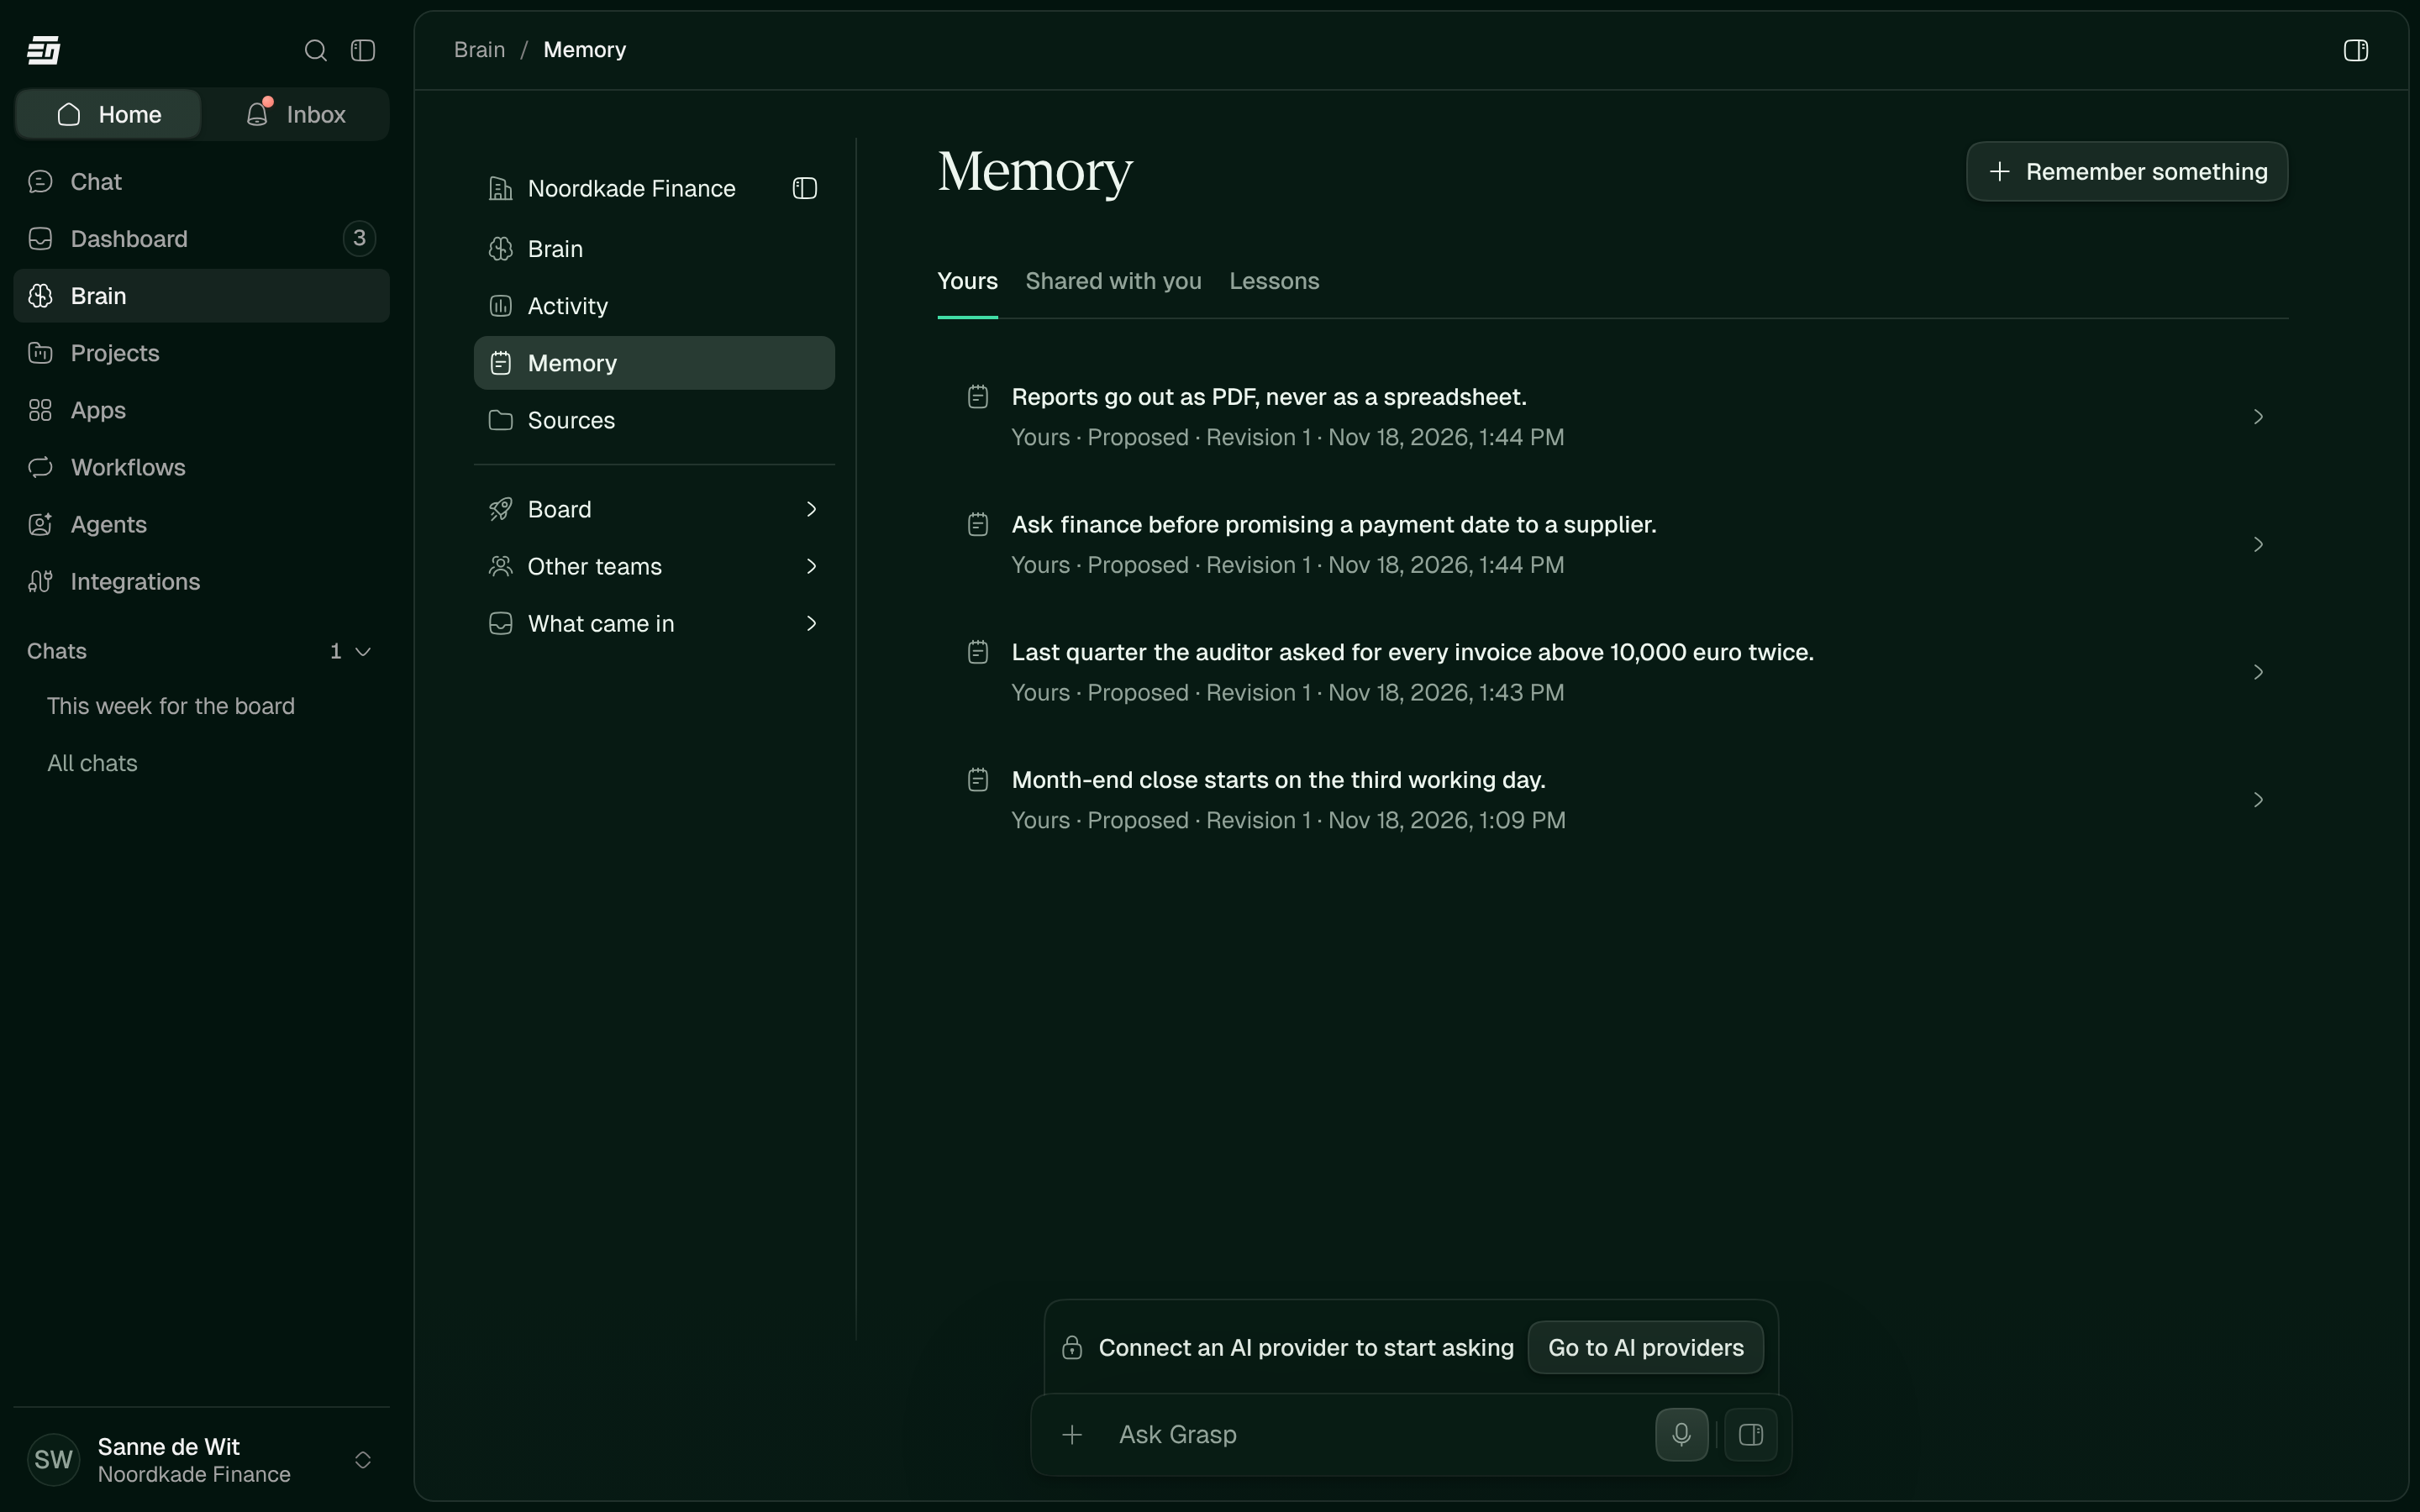 Home
Inbox
Chat
Dashboard 3
Brain
Projects
Apps
Workflows
Agents
Integrations
Chats 1
This week for the board
All chats
SW
Sanne de Wit
Noordkade Finance
Brain / Memory
Noordkade Finance
Brain
Activity
Memory
Sources
Board
Other teams
What came in
Memory
Remember something
Yours Shared with you Lessons
Reports go out as PDF, never as a spreadsheet.
Yours · Proposed · Revision 1 · Nov 18, 2026, 1:44 PM
Ask finance before promising a payment date to a supplier.
Yours · Proposed · Revision 1 · Nov 18, 2026, 1:44 PM
Last quarter the auditor asked for every invoice above 10,000 euro twice.
Yours · Proposed · Revision 1 · Nov 18, 2026, 1:43 PM
Month-end close starts on the third working day.
Yours · Proposed · Revision 1 · Nov 18, 2026, 1:09 PM
Connect an AI provider to start asking
Go to AI providers
Ask Grasp